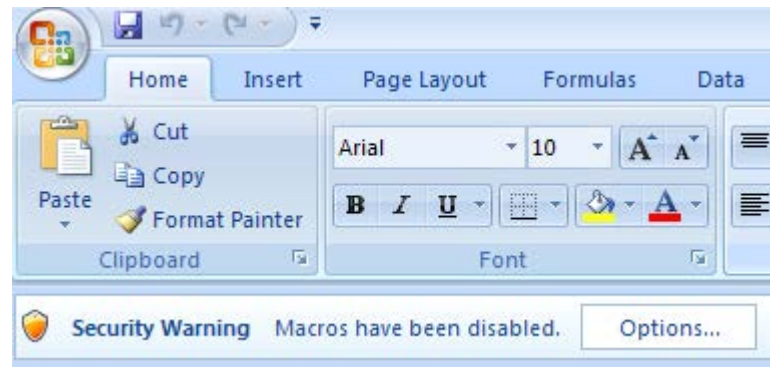 Home Insert Page Layout Formulas Data
Cut
Arial 10 A A
Copy
Paste
B I U A
Format Painter
Clipboard Font
Security Warning Macros have been disabled. Options...